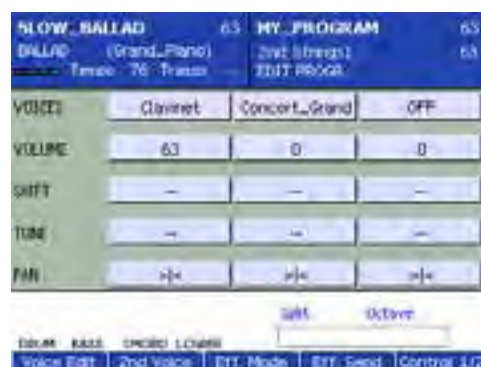 SLOW_BALLAD 63 MY_PROGRAM 63
BALLAD (Grand_Piano) 2nd Strings1 63
Tempo 76 Transp EDIT PROGR.
VOICES Clavinet Concert_Grand OFF
VOLUME 63 0 0
SHIFT -- -- --
TUNE -- -- --
PAN >|< >|< >|<
Split Octave
DRUM BASS CHORD LOWER
Voice Edit 2nd Voice Eff. Mode Eff. Send Control 1/2